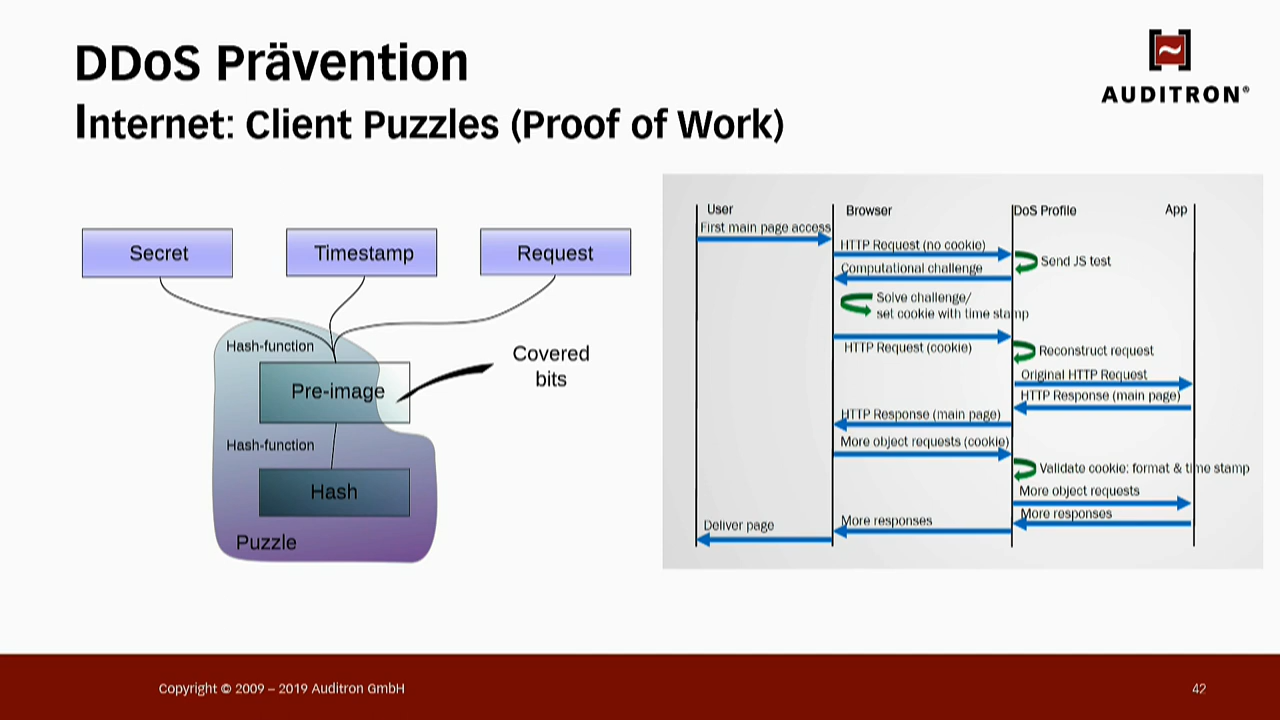 DDoS Prävention
Internet: Client Puzzles (Proof of Work)
AUDITRON®
Secret
Timestamp
Request
Hash-function
Pre-image
Covered
bits
Hash-function
Hash
Puzzle
User
Browser
DoS Profile
App
First main page access
HTTP Request (no cookie)
Send JS test
Computational challenge
Solve challenge/
set cookie with time stamp
HTTP Request (cookie)
Reconstruct request
Original HTTP Request
HTTP Response (main page)
HTTP Response (main page)
More object requests (cookie)
Validate cookie: format & time stamp
More object requests
More responses
More responses
Deliver page
Copyright © 2009 – 2019 Auditron GmbH
42